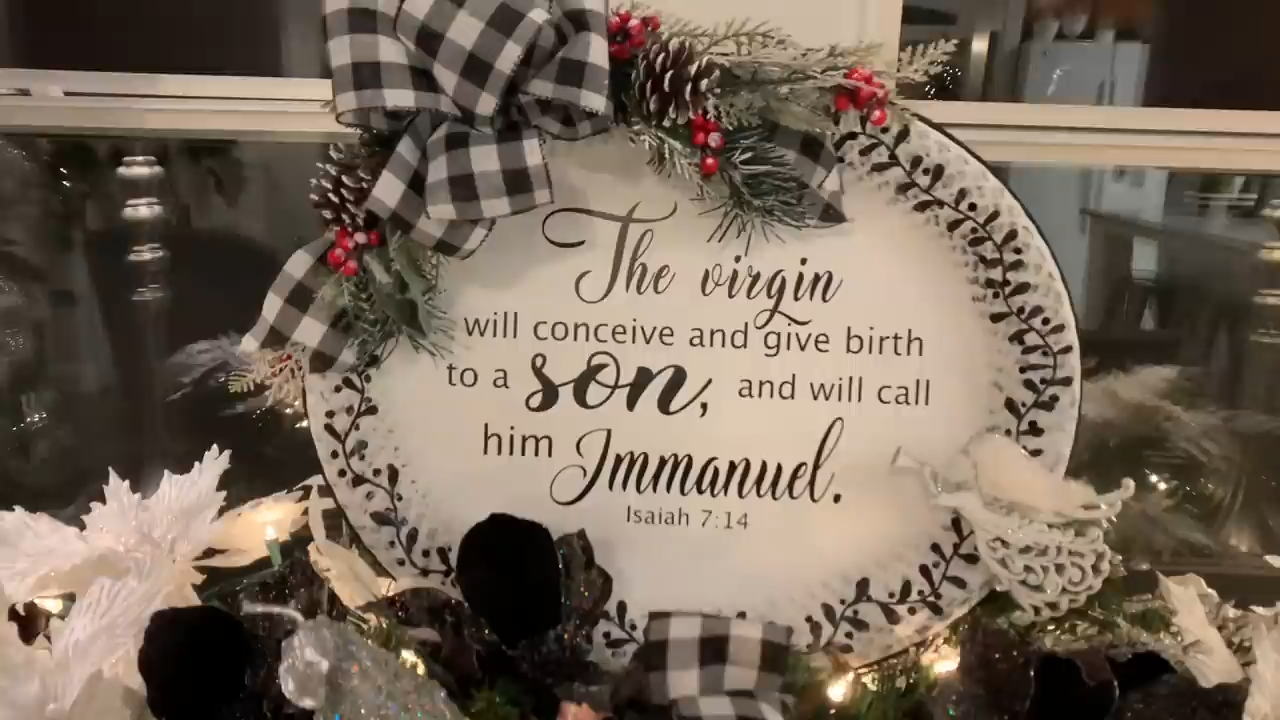 The virgin
will conceive and give birth
to a son, and will call
him Immanuel.
Isaiah 7:14